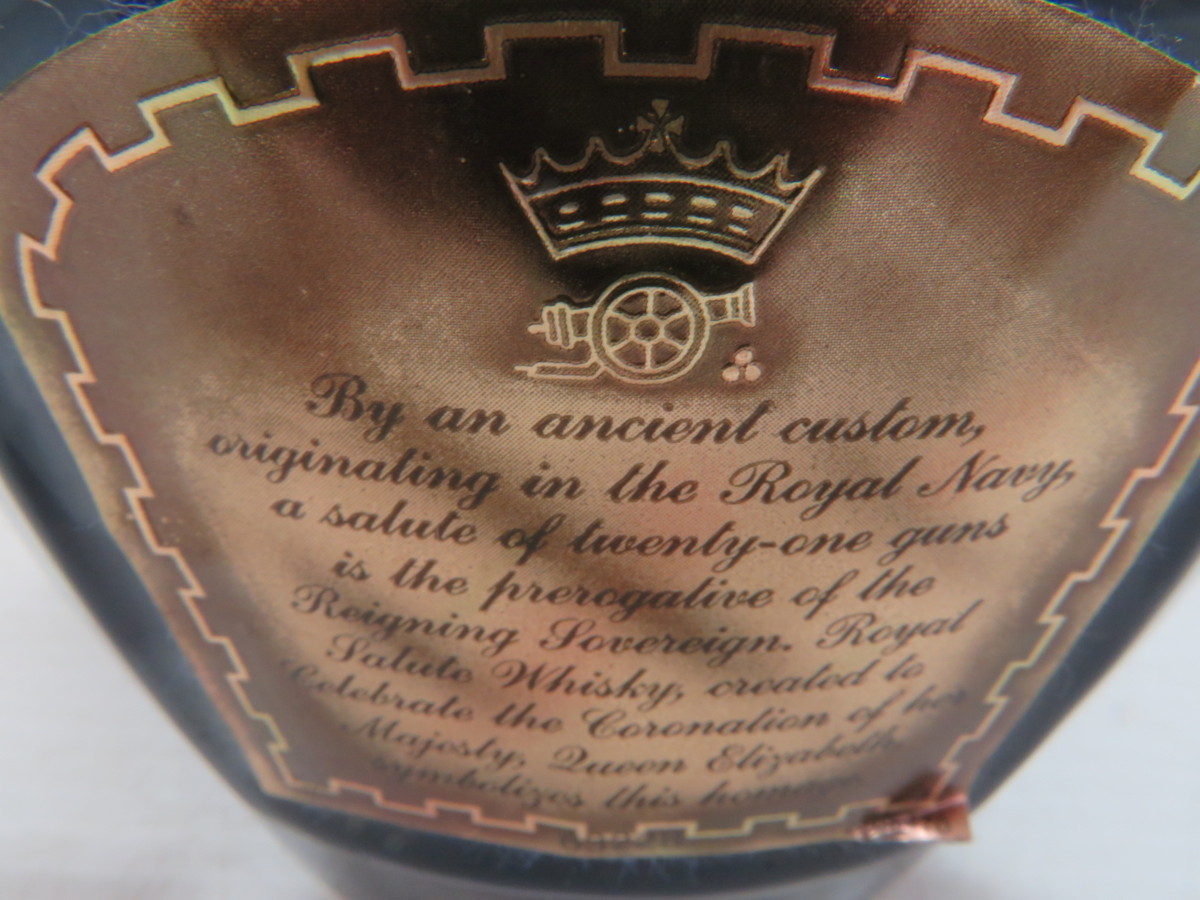 By an ancient custom,
originating in the Royal Navy,
a salute of twenty-one guns
is the prerogative of the
Reigning Sovereign. Royal
Salute Whisky, created to
Celebrate the Coronation of her
Majesty, Queen Elizabeth
symbolizes this homage